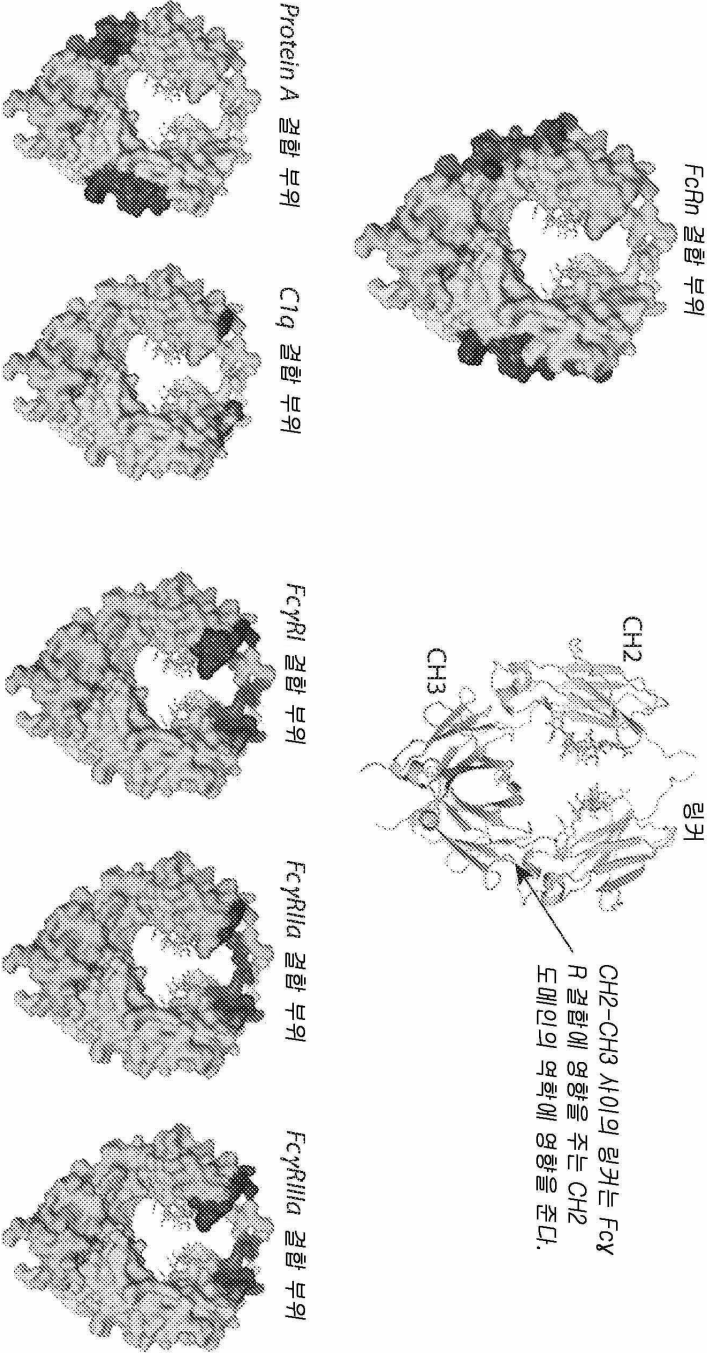 FcRn 결합 부위
링커
CH2
CH3
CH2-CH3 사이의 링커는 Fcγ
R 결합에 영향을 주는 CH2
도메인의 역학에 영향을 준다.
Protein A 결합 부위
C1q 결합 부위
FcγRI 결합 부위
FcγRIIa 결합 부위
FcγRIIIa 결합 부위